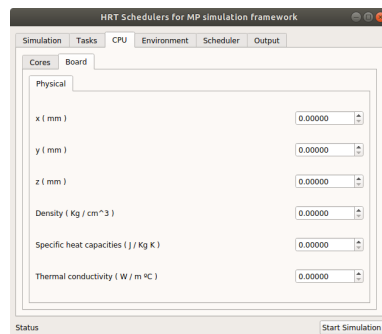 HRT Schedulers for MP simulation framework
Simulation Tasks CPU Environment Scheduler Output
Cores Board
Physical
x ( mm ) 0.00000
y ( mm ) 0.00000
z ( mm ) 0.00000
Density ( Kg / cm^3 ) 0.00000
Specific heat capacities ( J / Kg K ) 0.00000
Thermal conductivity ( W / m ºC ) 0.00000
Status Start Simulation